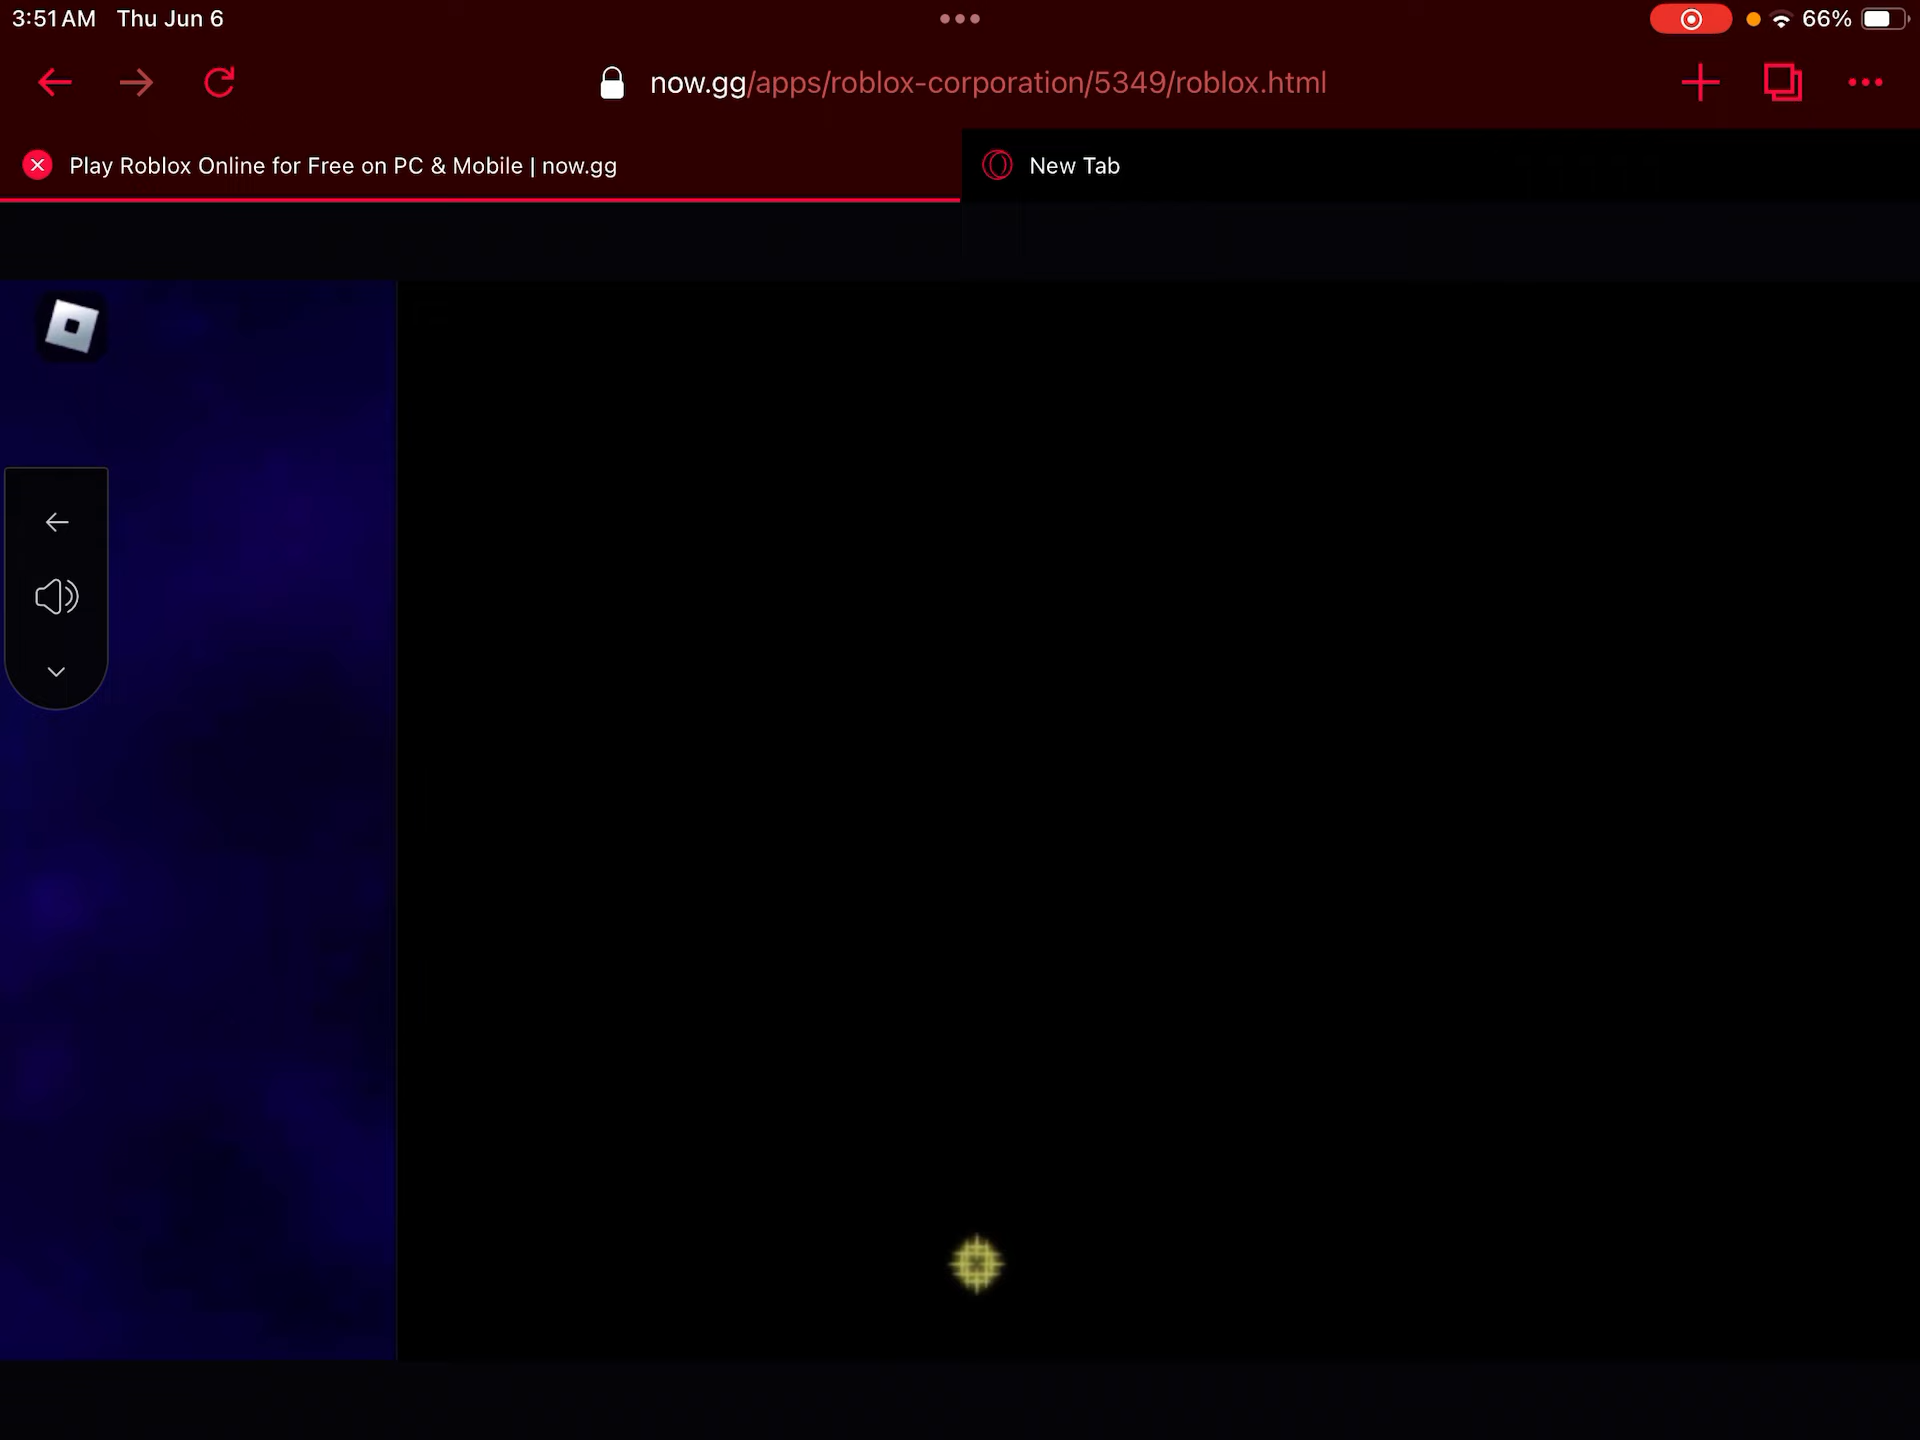 3:51 AM Thu Jun 6
66%
now.gg/apps/roblox-corporation/5349/roblox.html
Play Roblox Online for Free on PC & Mobile | now.gg
New Tab